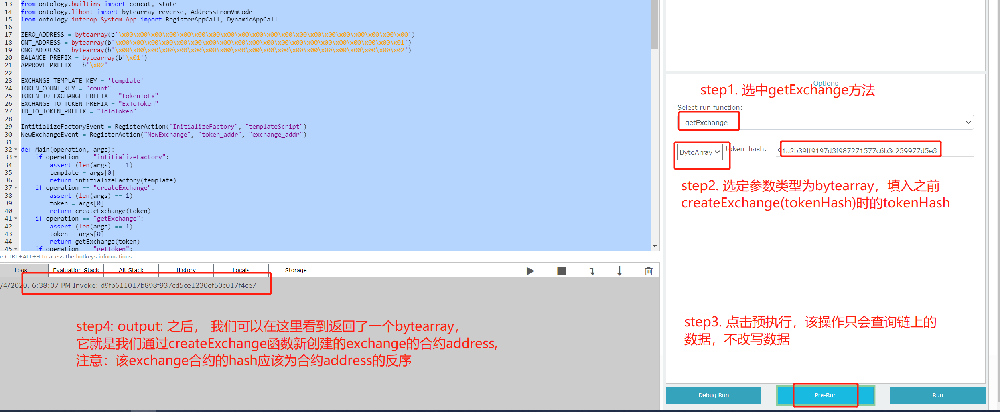 13 from ontology.builtins import concat, state
14 from ontology.libont import bytearray_reverse, AddressFromVmCode
15 from ontology.interop.System.App import RegisterAppCall, DynamicAppCall
16
17 ZERO_ADDRESS = bytearray(b'\x00\x00\x00\x00\x00\x00\x00\x00\x00\x00\x00\x00\x00\x00\x00\x00\x00\x00\x00\x00')
18 ONT_ADDRESS = bytearray(b'\x00\x00\x00\x00\x00\x00\x00\x00\x00\x00\x00\x00\x00\x00\x00\x00\x00\x00\x00\x01')
19 ONG_ADDRESS = bytearray(b'\x00\x00\x00\x00\x00\x00\x00\x00\x00\x00\x00\x00\x00\x00\x00\x00\x00\x00\x00\x02')
20 BALANCE_PREFIX = bytearray(b'\x01')
21 APPROVE_PREFIX = b'\x02'
22
23 EXCHANGE_TEMPLATE_KEY = 'template'
24 TOKEN_COUNT_KEY = "count"
25 TOKEN_TO_EXCHANGE_PREFIX = "tokenToEx"
26 EXCHANGE_TO_TOKEN_PREFIX = "ExToToken"
27 ID_TO_TOKEN_PREFIX = "IdToToken"
28
29 IntitializeFactoryEvent = RegisterAction("InitializeFactory", "templateScript")
30 NewExchangeEvent = RegisterAction("NewExchange", "token_addr", "exchange_addr")
31
32 def Main(operation, args):
33 if operation == "intitializeFactory":
34 assert (len(args) == 1)
35 template = args[0]
36 return intitializeFactory(template)
37 if operation == "createExchange":
38 assert (len(args) == 1)
39 token = args[0]
40 return createExchange(token)
41 if operation == "getExchange":
42 assert (len(args) == 1)
43 token = args[0]
44 return getExchange(token)
45 if operation == "getToken":
e CTRL+ALT+H to acess the hotkeys informations
Logs Evaluation Stack Alt Stack History Locals Storage
/4/2020, 6:38:07 PM Invoke: d9fb611017b898f937cd5ce1230ef50c017f4ce7
step4: output: 之后， 我们可以在这里看到返回了一个bytearray，
它就是我们通过createExchange函数新创建的exchange的合约address,
注意：该exchange合约的hash应该为合约address的反序
Options
step1. 选中getExchange方法
Select run function:
getExchange
ByteArray token_hash: 91a2b39ff9197d3f987271577c6b3c259977d5e3
step2. 选定参数类型为bytearray，填入之前
createExchange(tokenHash)时的tokenHash
step3. 点击预执行，该操作只会查询链上的
数据，不改写数据
Debug Run Pre-Run Run